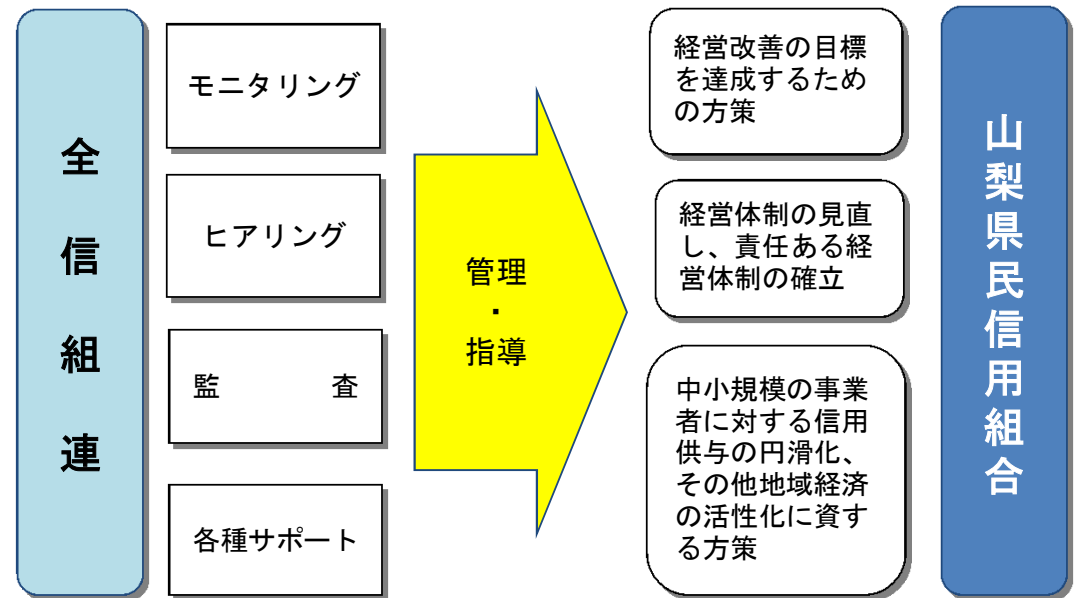 全信組連
モニタリング
ヒアリング
監　査
各種サポート
管理
・
指導
経営改善の目標
を達成するため
の方策
経営体制の見直
し、責任ある経
営体制の確立
中小規模の事業
者に対する信用
供与の円滑化、
その他地域経済
の活性化に資す
る方策
山梨県民信用組合